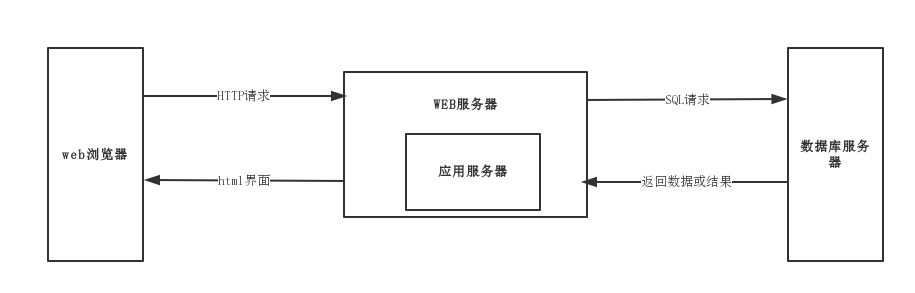 HTTP请求
WEB服务器
SQL请求
web浏览器
应用服务器
数据库服务
器
html界面
返回数据或结果